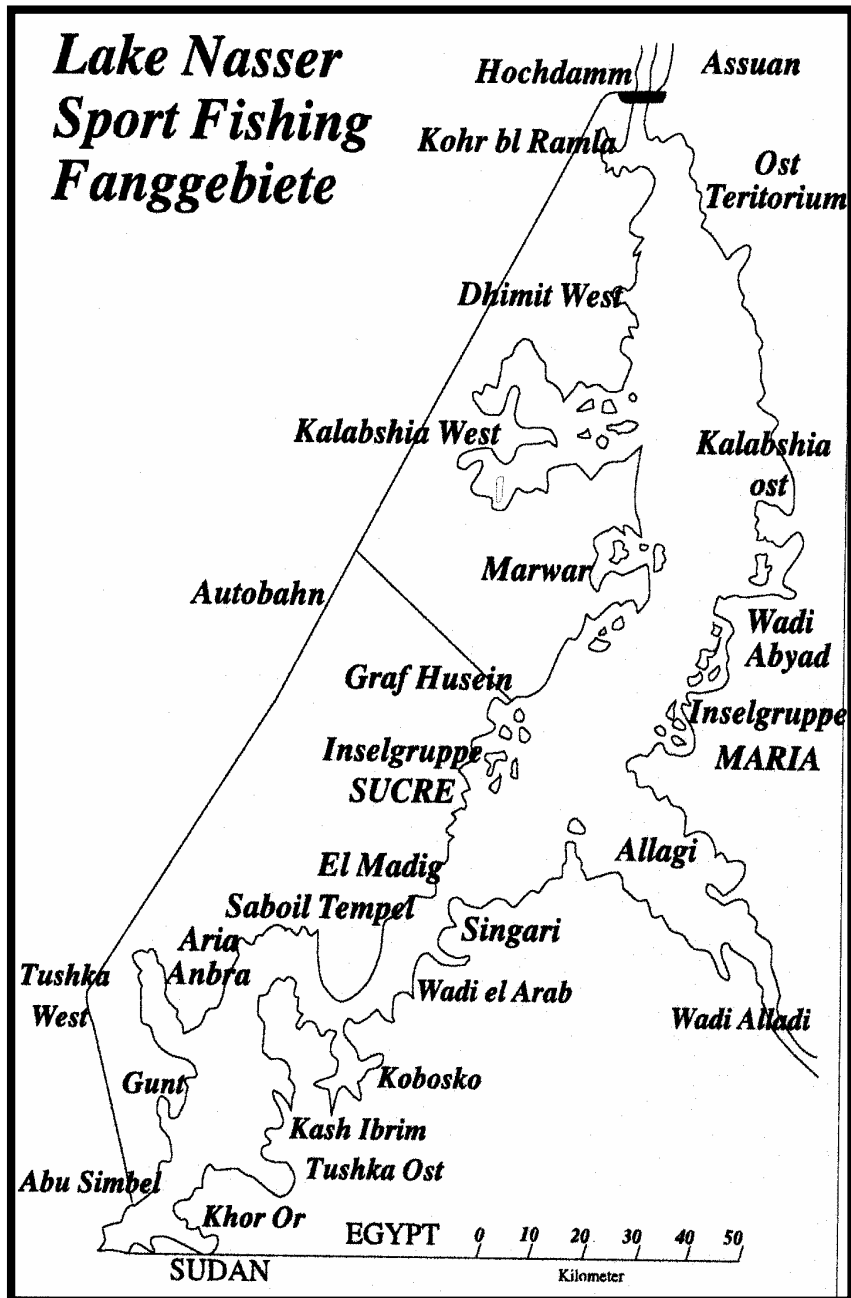 Lake Nasser
Sport Fishing
Fanggebiete
Hochdamm
Assuan
Kohr bl Ramla
Ost
Teritorium
Dhimit West
Kalabshia West
Kalabshia
ost
Marwar
Autobahn
Wadi
Abyad
Graf Husein
Inselgruppe
MARIA
Inselgruppe
SUCRE
El Madig
Allagi
Saboil Tempel
Singari
Aria
Anbra
Tushka
West
Wadi el Arab
Wadi Alladi
Gunt
Kobosko
Kash Ibrim
Tushka Ost
Abu Simbel
Khor Or
EGYPT
0 10 20 30 40 50
Kilometer
SUDAN